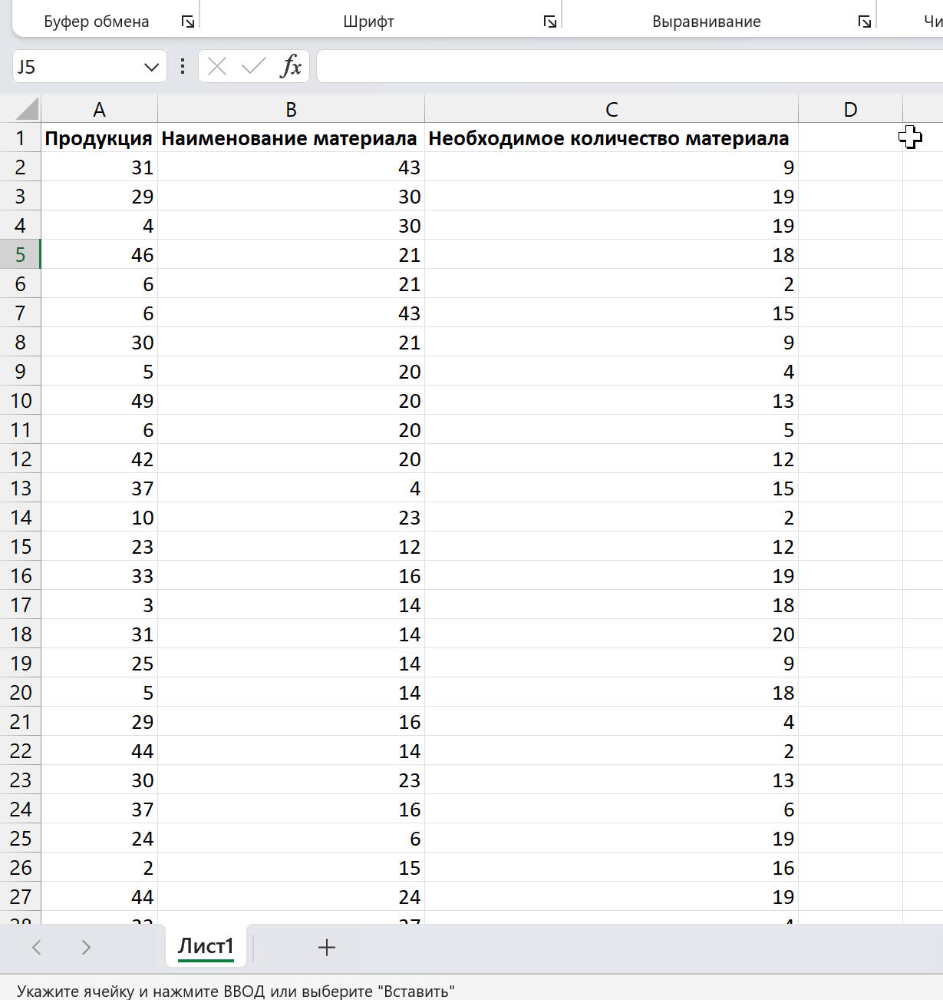 Буфер обмена Шрифт Выравнивание Чи
J5 fx
A B C D
1 Продукция Наименование материала Необходимое количество материала
2 31 43 9
3 29 30 19
4 4 30 19
5 46 21 18
6 6 21 2
7 6 43 15
8 30 21 9
9 5 20 4
10 49 20 13
11 6 20 5
12 42 20 12
13 37 4 15
14 10 23 2
15 23 12 12
16 33 16 19
17 3 14 18
18 31 14 20
19 25 14 9
20 5 14 18
21 29 16 4
22 44 14 2
23 30 23 13
24 37 16 6
25 24 6 19
26 2 15 16
27 44 24 19
Лист1
Укажите ячейку и нажмите ВВОД или выберите "Вставить"